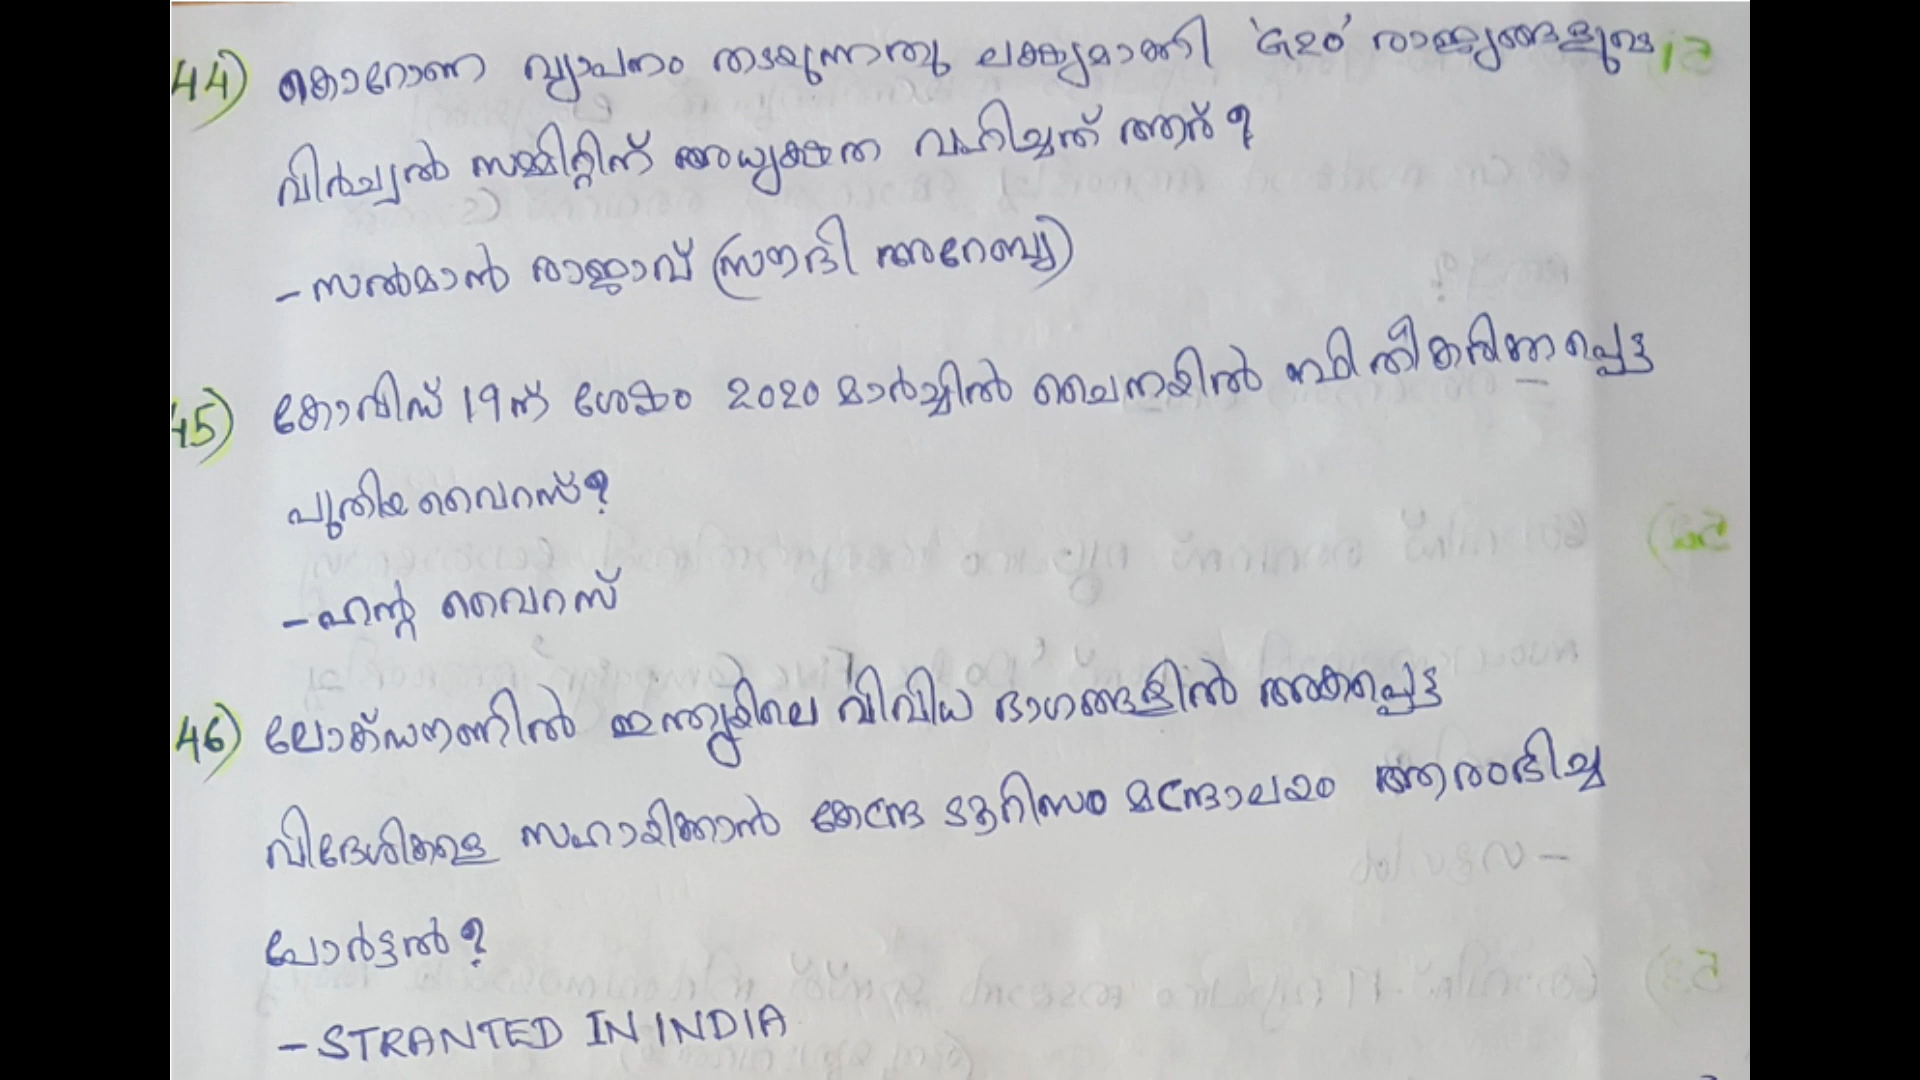 44) കൊറോണ വ്യാപനം തടയുന്നതു ലക്ഷ്യമാക്കി 'G20' രാജ്യങ്ങളുടെ
വിർച്വൽ സമ്മിറ്റിന് അധ്യക്ഷത വഹിച്ചത് ആര്?
- സൽമാൻ രാജാവ് (സൗദി അറേബ്യ)
45) കോവിഡ് 19ന് ശേഷം 2020 മാർച്ചിൽ ചൈനയിൽ സ്ഥിതീകരിക്കപ്പെട്ട
പുതിയ വൈറസ്?
- ഹന്റ വൈറസ്
46) ലോക്ഡൗണിൽ ഇന്ത്യയിലെ വിവിധ ഭാഗങ്ങളിൽ അകപ്പെട്ട
വിദേശികളെ സഹായിക്കാൻ കേന്ദ്ര ടൂറിസം മന്ത്രാലയം ആരംഭിച്ച
പോർട്ടൽ?
- STRANTED IN INDIA